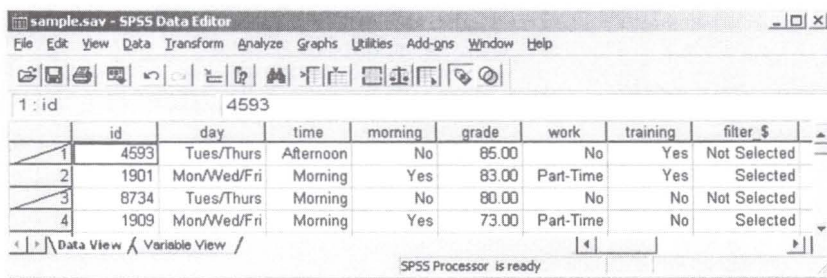 sample.sav - SPSS Data Editor
File Edit View Data Transform Analyze Graphs Utilities Add-ons Window Help
1 : id 4593
id day time morning grade work training filter_$
1 4593 Tues/Thurs Afternoon No 85.00 No Yes Not Selected
2 1901 Mon/Wed/Fri Morning Yes 83.00 Part-Time Yes Selected
3 8734 Tues/Thurs Morning No 80.00 No No Not Selected
4 1909 Mon/Wed/Fri Morning Yes 73.00 Part-Time No Selected
Data View Variable View
SPSS Processor is ready